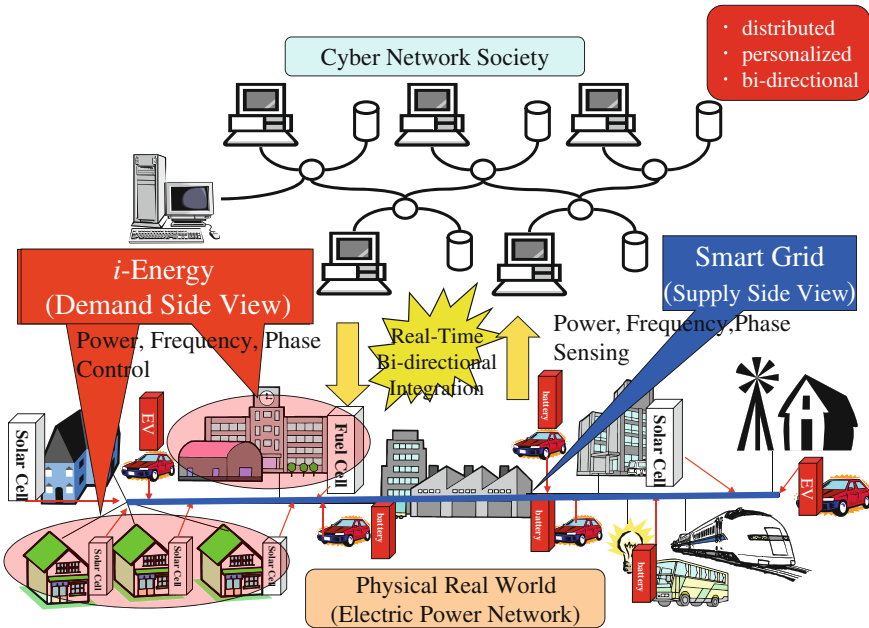 Cyber Network Society
· distributed
· personalized
· bi-directional
i-Energy
(Demand Side View)
Smart Grid
(Supply Side View)
Power, Frequency, Phase
Control
Real-Time
Bi-directional
Integration
Power, Frequency,Phase
Sensing
Solar Cell
EV
Fuel Cell
battery
Solar Cell
EV
Solar Cell
Solar Cell
Solar Cell
battery
battery
battery
Physical Real World
(Electric Power Network)